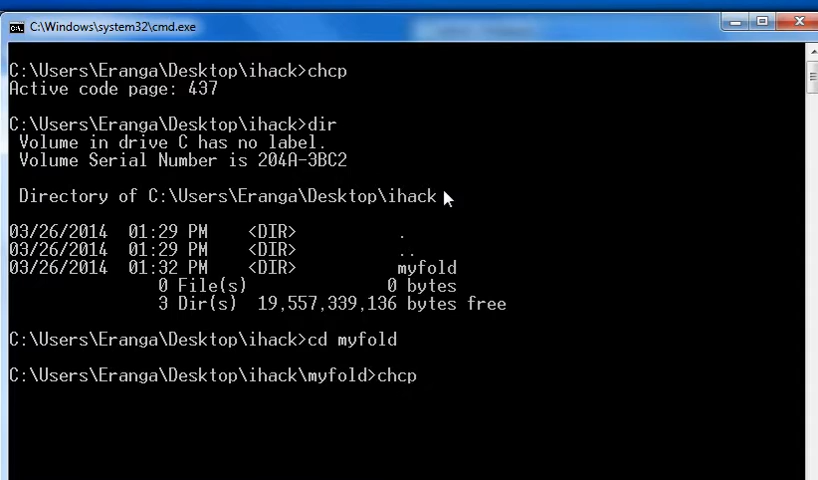 C:\Windows\system32\cmd.exe
C:\Users\Eranga\Desktop\ihack>chcp
Active code page: 437
C:\Users\Eranga\Desktop\ihack>dir
Volume in drive C has no label.
Volume Serial Number is 204A-3BC2
Directory of C:\Users\Eranga\Desktop\ihack
03/26/2014 01:29 PM <DIR> .
03/26/2014 01:29 PM <DIR> ..
03/26/2014 01:32 PM <DIR> myfold
0 File(s) 0 bytes
3 Dir(s) 19,557,339,136 bytes free
C:\Users\Eranga\Desktop\ihack>cd myfold
C:\Users\Eranga\Desktop\ihack\myfold>chcp